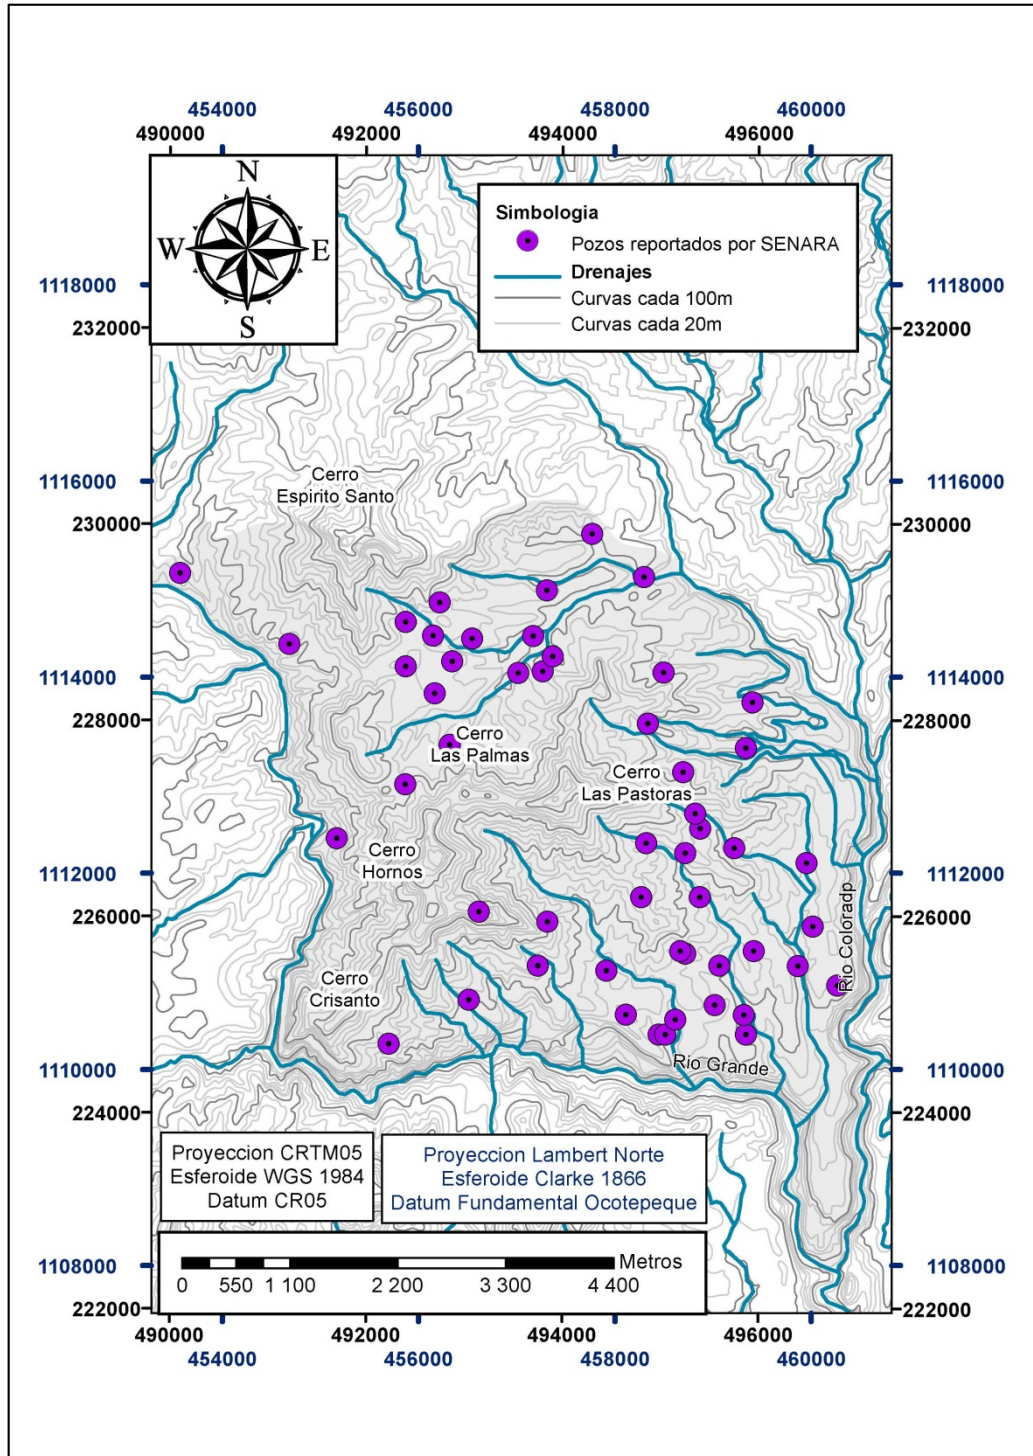 454000 456000 458000 460000
490000 492000 494000 496000
N
W E
S
Simbologia
Pozos reportados por SENARA
Drenajes
Curvas cada 100m
Curvas cada 20m
1118000 1118000
232000 232000
Cerro
Espirito Santo
1116000 1116000
230000 230000
1114000 1114000
228000 228000
Cerro
Las Palmas
Cerro
Las Pastoras
Cerro
Hornos
1112000 1112000
226000 226000
Rio Coloradp
Cerro
Crisanto
Rio Grande
1110000 1110000
224000 224000
Proyeccion CRTM05
Esferoide WGS 1984
Datum CR05
Proyeccion Lambert Norte
Esferoide Clarke 1866
Datum Fundamental Ocotepeque
Metros
0 550 1 100 2 200 3 300 4 400
1108000 1108000
222000 222000
490000 492000 494000 496000
454000 456000 458000 460000